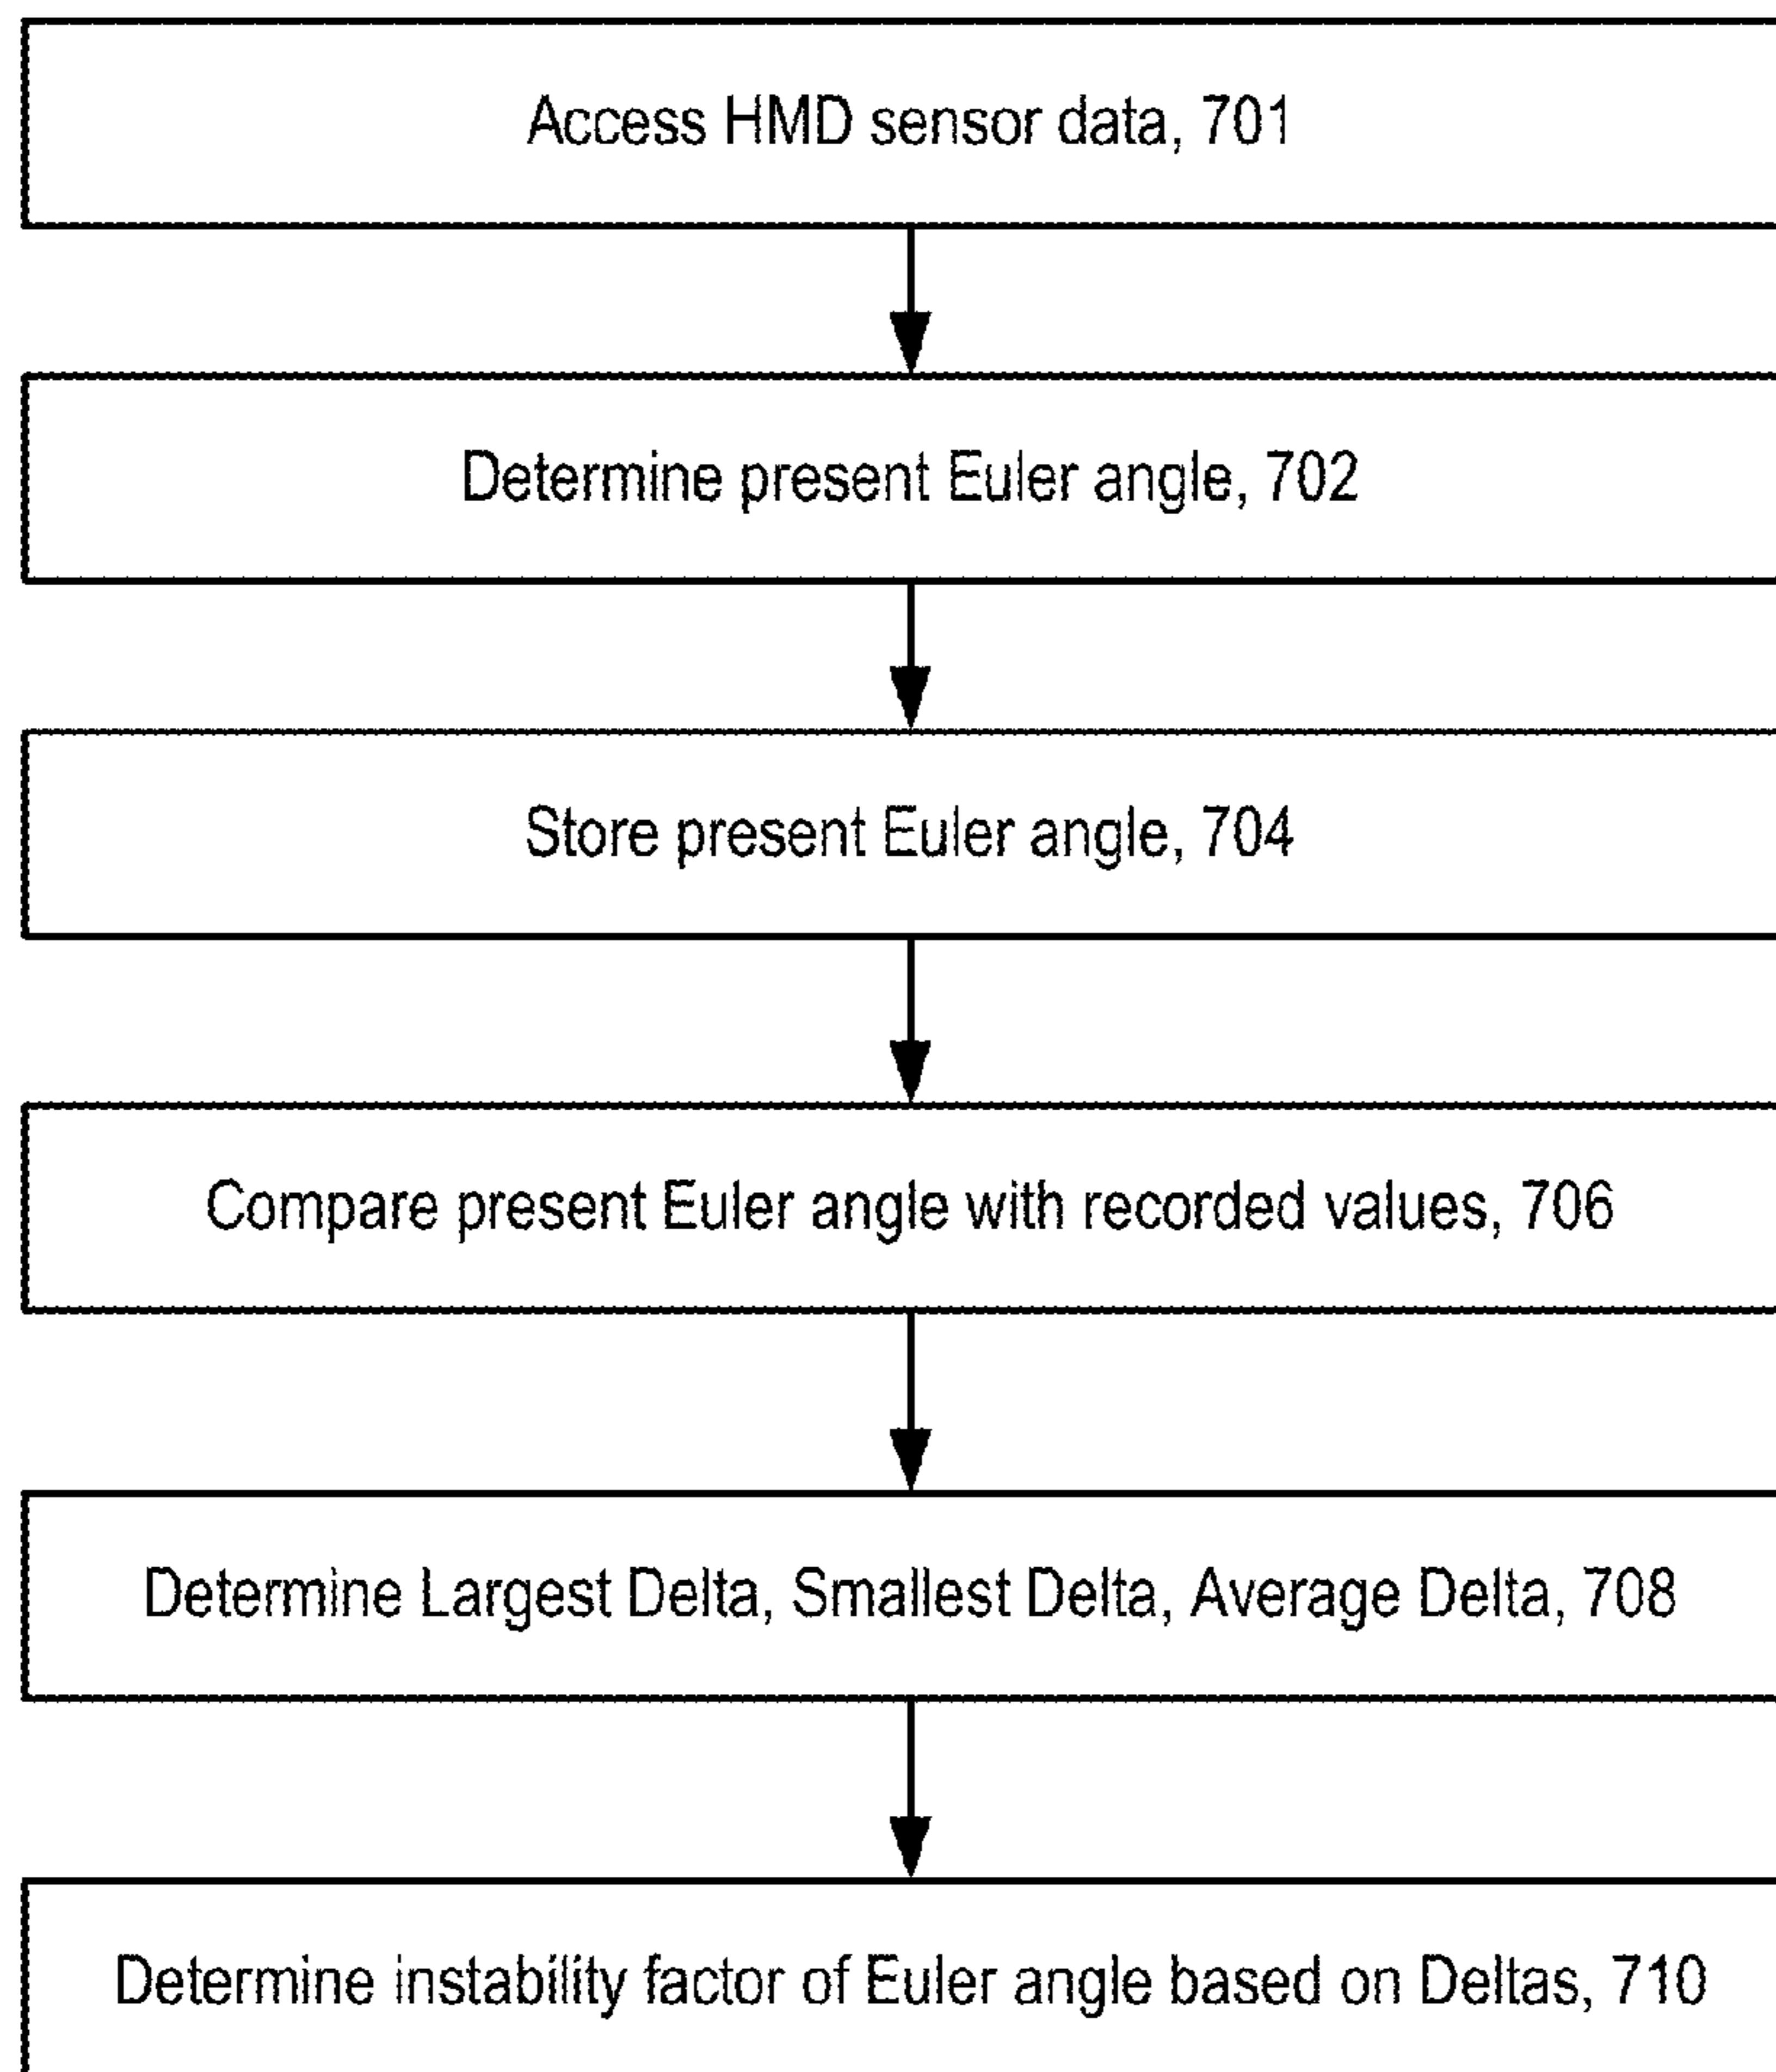 Access HMD sensor data, 701
Determine present Euler angle, 702
Store present Euler angle, 704
Compare present Euler angle with recorded values, 706
Determine Largest Delta, Smallest Delta, Average Delta, 708
Determine instability factor of Euler angle based on Deltas, 710